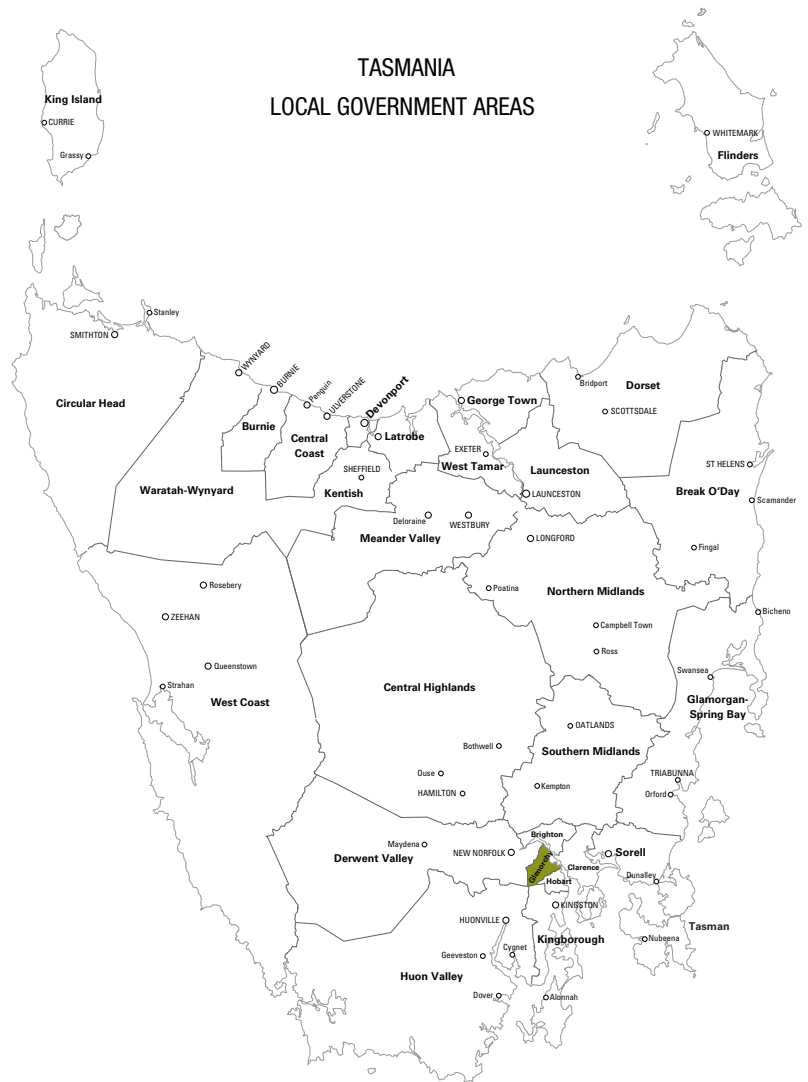 TASMANIA
LOCAL GOVERNMENT AREAS
King Island
CURRIE
Grassy
WHITEMARK
Flinders
Stanley
SMITHTON
WYNYARD
BURNIE
Penguin
ULVERSTONE
Devonport
George Town
Bridport
Dorset
SCOTTSDALE
Circular Head
Burnie
Central
Coast
Latrobe
EXETER
West Tamar
Launceston
ST HELENS
SHEFFIELD
Kentish
Waratah-Wynyard
LAUNCESTON
Break O'Day
Scamander
Deloraine
WESTBURY
Meander Valley
LONGFORD
Fingal
Rosebery
Poatina
Northern Midlands
ZEEHAN
Campbell Town
Bicheno
Ross
Queenstown
Swansea
Strahan
Central Highlands
West Coast
Glamorgan-
Spring Bay
OATLANDS
Bothwell
Southern Midlands
Ouse
TRIABUNNA
HAMILTON
Kempton
Orford
Brighton
Maydena
NEW NORFOLK
Derwent Valley
Glenorchy
Clarence
Sorell
Hobart
Dunalley
KINGSTON
HUONVILLE
Tasman
Kingborough
Nubeena
Cygnet
Geeveston
Huon Valley
Dover
Alonnah